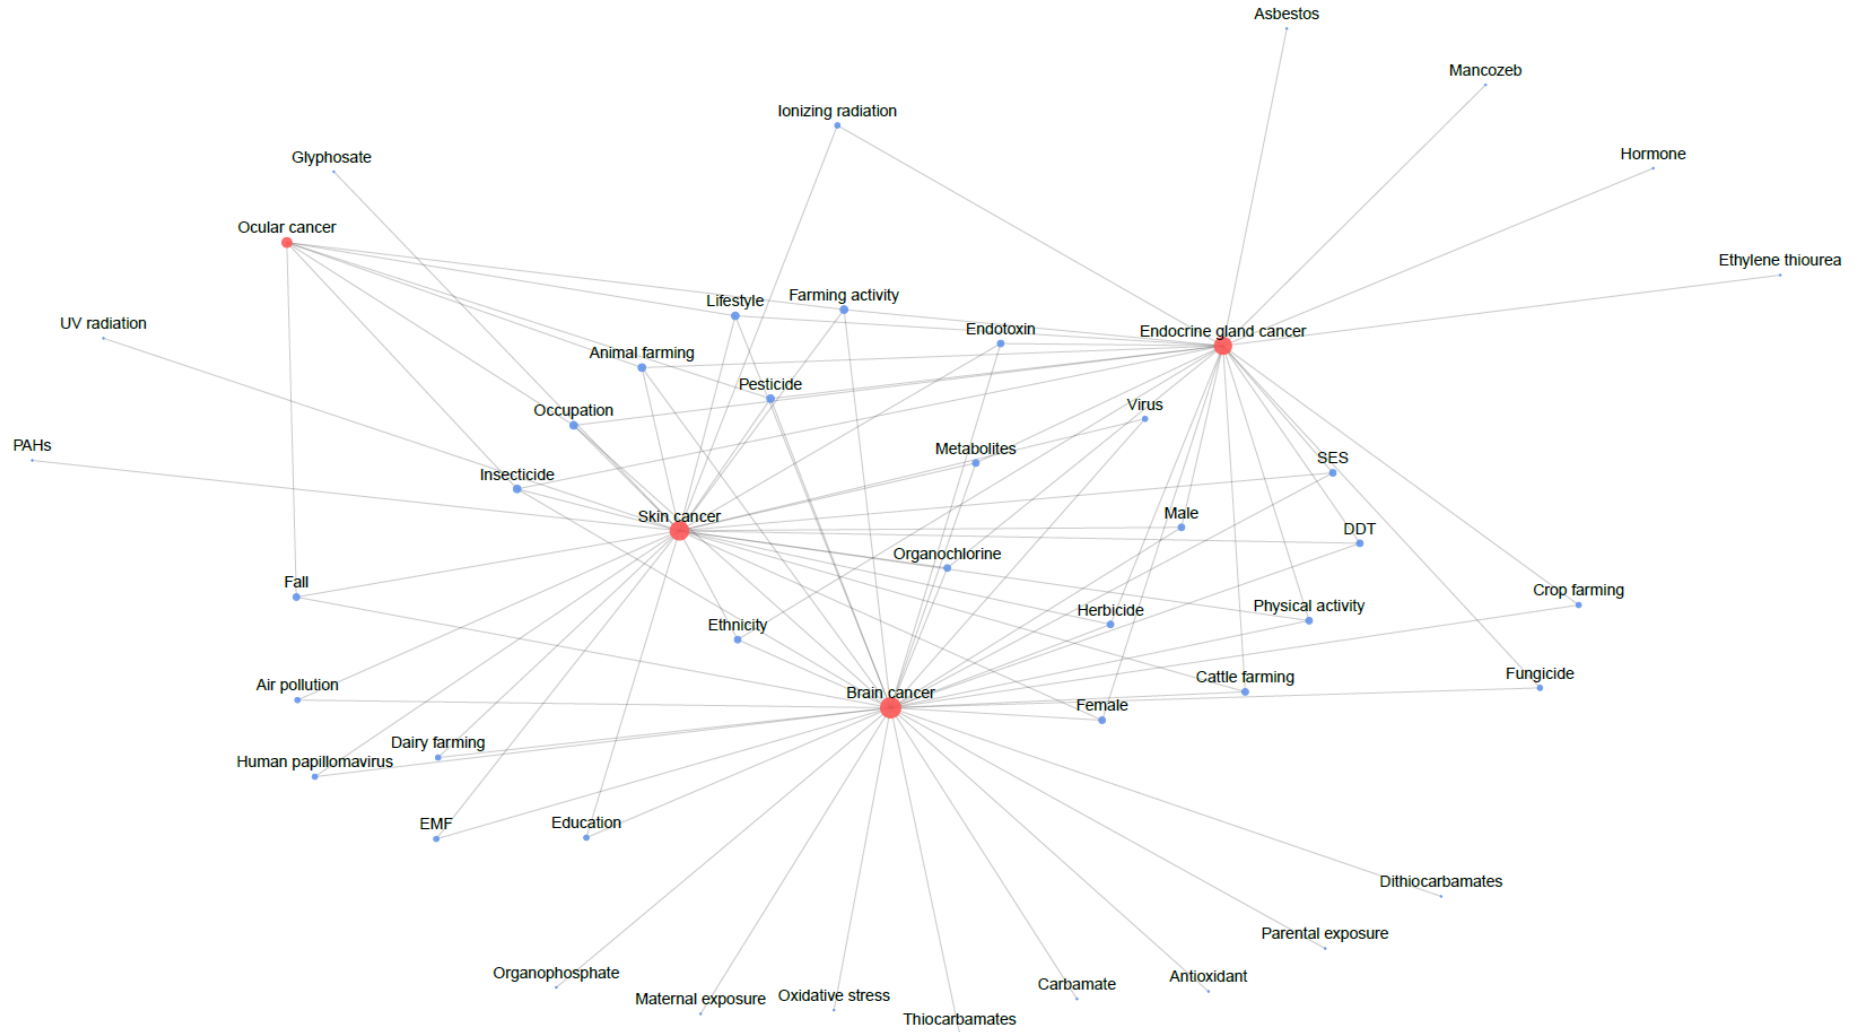 Asbestos
Mancozeb
Ionizing radiation
Glyphosate
Hormone
Ocular cancer
Ethylene thiourea
Lifestyle
Farming activity
UV radiation
Endotoxin
Endocrine gland cancer
Animal farming
Pesticide
Occupation
Virus
PAHs
Metabolites
SES
Insecticide
Skin cancer
Male
DDT
Organochlorine
Fall
Crop farming
Herbicide
Physical activity
Ethnicity
Air pollution
Brain cancer
Cattle farming
Fungicide
Female
Dairy farming
Human papillomavirus
EMF
Education
Dithiocarbamates
Parental exposure
Organophosphate
Antioxidant
Carbamate
Maternal exposure
Oxidative stress
Thiocarbamates